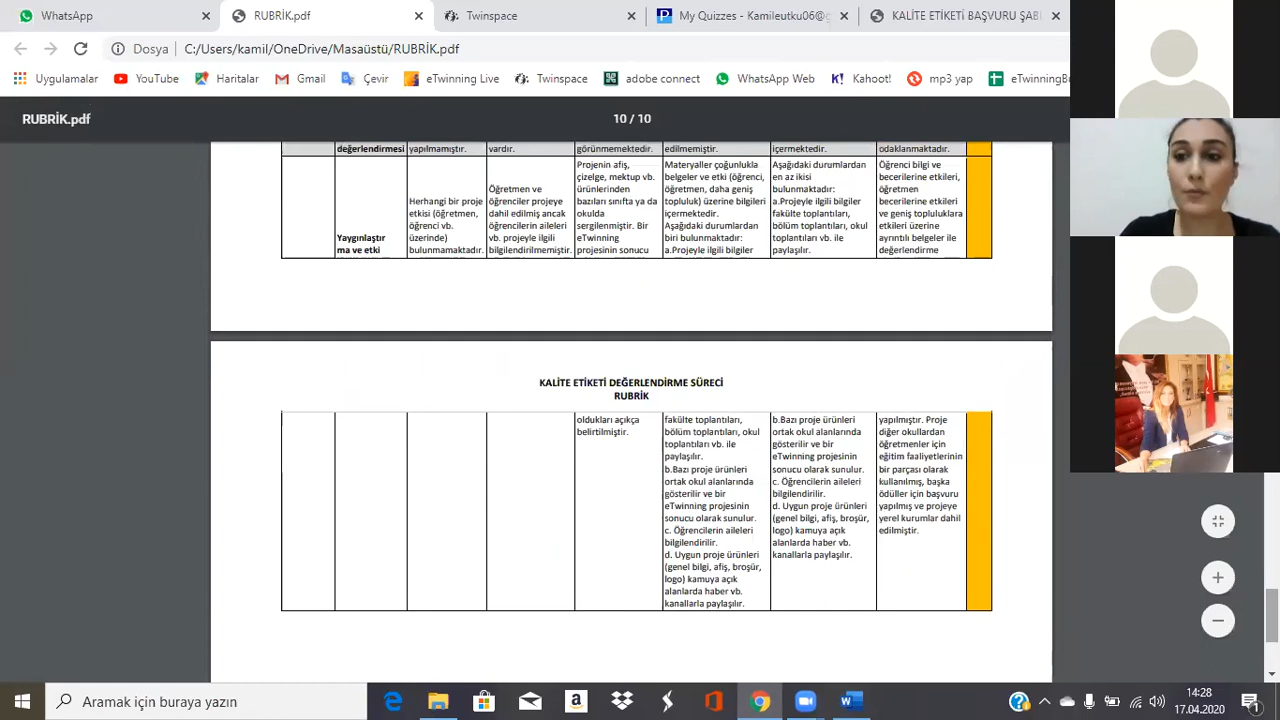 WhatsApp
RUBRİK.pdf
Twinspace
My Quizzes - Kamileutku06@g
KALİTE ETİKETİ BAŞVURU ŞABI
Dosya
C:/Users/kamil/OneDrive/Masaüstü/RUBRİK.pdf
Uygulamalar
YouTube
Haritalar
Gmail
Çevir
eTwinning Live
Twinspace
adobe connect
WhatsApp Web
Kahoot!
mp3 yap
eTwinningBu
RUBRİK.pdf
10 / 10
değerlendirmesi
yapılmamıştır.
vardır.
görünmemektedir.
edilmemiştir.
içermektedir.
odaklanmaktadır.
Yaygınlaştır
ma ve etki
Herhangi bir proje
etkisi (öğretmen,
öğrenci vb.
üzerinde)
bulunmamaktadır.
Öğretmen ve
öğrenciler projeye
dahil edilmiş ancak
öğrencilerin aileleri
vb. projeyle ilgili
bilgilendirilmemiştir.
Projenin afiş,
çizelge, mektup vb.
ürünlerinden
bazıları sınıfta ya da
okulda
sergilenmiştir. Bir
eTwinning
projesinin sonucu
Materyaller çoğunlukla
belgeler ve etki (öğrenci,
öğretmen, daha geniş
topluluk) üzerine bilgileri
içermektedir.
Aşağıdaki durumlardan
biri bulunmaktadır:
a.Projeyle ilgili bilgiler
Aşağıdaki durumlardan
en az ikisi
bulunmaktadır:
a.Projeyle ilgili bilgiler
fakülte toplantıları,
bölüm toplantıları, okul
toplantıları vb. ile
paylaşılır.
Öğrenci bilgi ve
becerilerine etkileri,
öğretmen
becerilerine etkileri
ve geniş topluluklara
etkileri üzerine
ayrıntılı belgeler ile
değerlendirme
KALİTE ETİKETİ DEĞERLENDİRME SÜRECİ
RUBRİK
oldukları açıkça
belirtilmiştir.
fakülte toplantıları,
bölüm toplantıları, okul
toplantıları vb. ile
paylaşılır.
b.Bazı proje ürünleri
ortak okul alanlarında
gösterilir ve bir
eTwinning projesinin
sonucu olarak sunulur.
c. Öğrencilerin aileleri
bilgilendirilir.
d. Uygun proje ürünleri
(genel bilgi, afiş, broşür,
logo) kamuya açık
alanlarda haber vb.
kanallarla paylaşılır.
b.Bazı proje ürünleri
ortak okul alanlarında
gösterilir ve bir
eTwinning projesinin
sonucu olarak sunulur.
c. Öğrencilerin aileleri
bilgilendirilir.
d. Uygun proje ürünleri
(genel bilgi, afiş, broşür,
logo) kamuya açık
alanlarda haber vb.
kanallarla paylaşılır.
yapılmıştır. Proje
diğer okullardan
öğretmenler için
eğitim faaliyetlerinin
bir parçası olarak
kullanılmış, başka
ödüller için başvuru
yapılmış ve projeye
yerel kurumlar dahil
edilmiştir.
Aramak için buraya yazın
14:28
17.04.2020
1